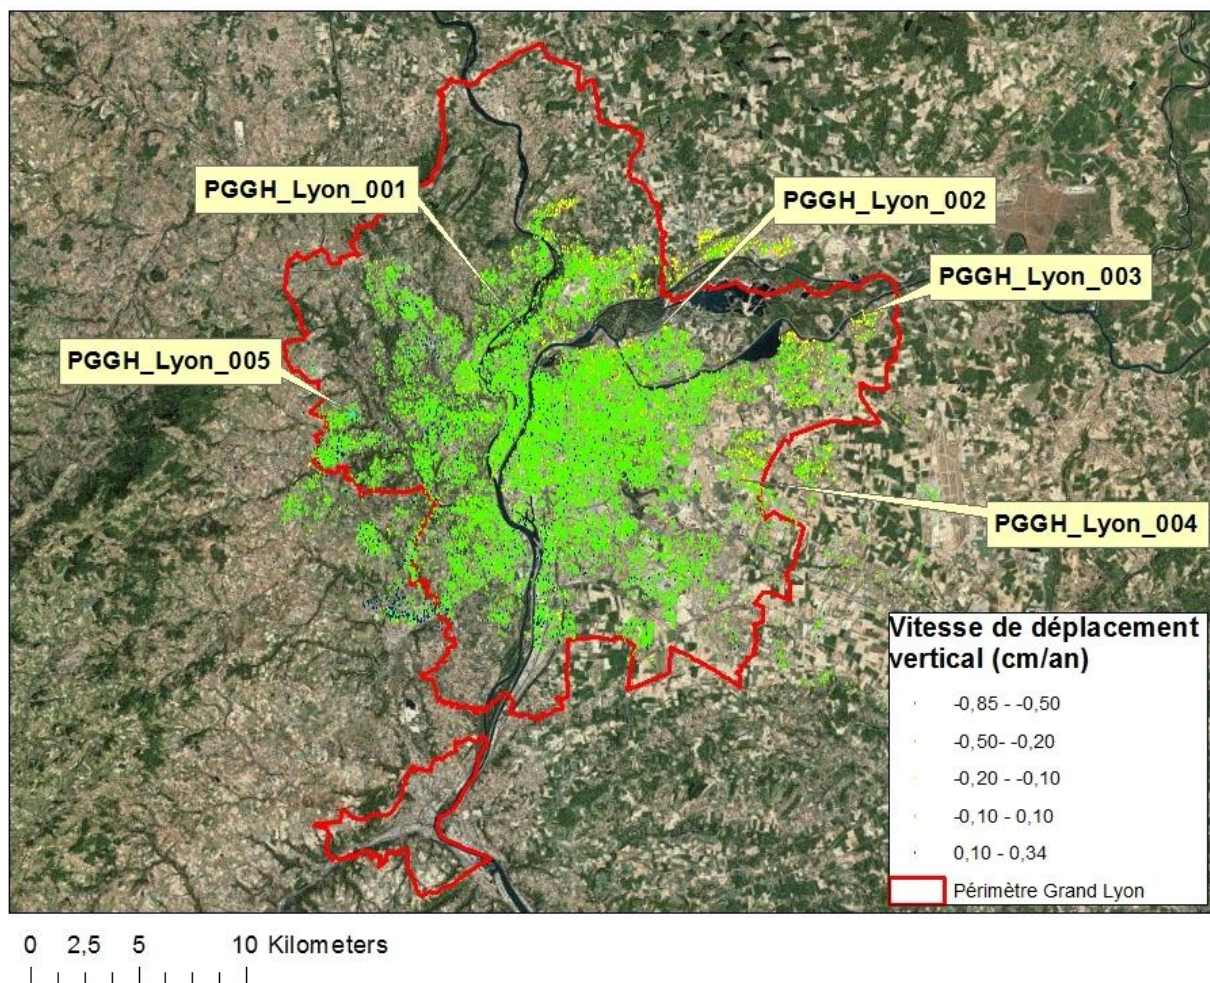 PGGH_Lyon_001
PGGH_Lyon_002
PGGH_Lyon_003
PGGH_Lyon_005
PGGH_Lyon_004
Vitesse de déplacement
vertical (cm/an)
-0,85 - -0,50
-0,50- -0,20
-0,20 - -0,10
-0,10 - 0,10
0,10 - 0,34
Périmètre Grand Lyon
0 2,5 5 10 Kilometers